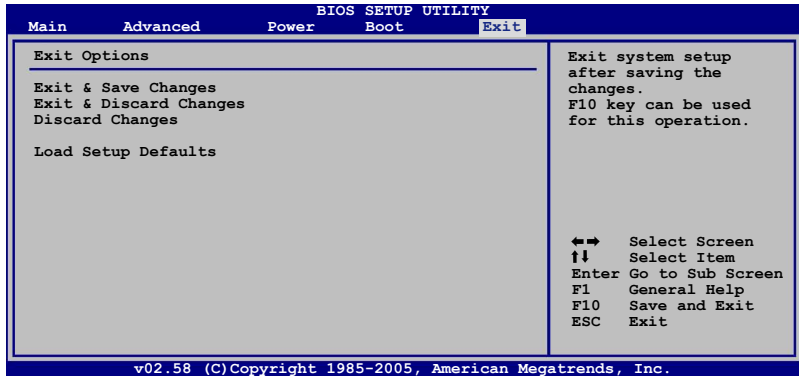 BIOS SETUP UTILITY
Main Advanced Power Boot Exit
Exit Options
Exit & Save Changes
Exit & Discard Changes
Discard Changes
Load Setup Defaults
Exit system setup
after saving the
changes.
F10 key can be used
for this operation.
←→ Select Screen
↑↓ Select Item
Enter Go to Sub Screen
F1 General Help
F10 Save and Exit
ESC Exit
v02.58 (C)Copyright 1985-2005, American Megatrends, Inc.